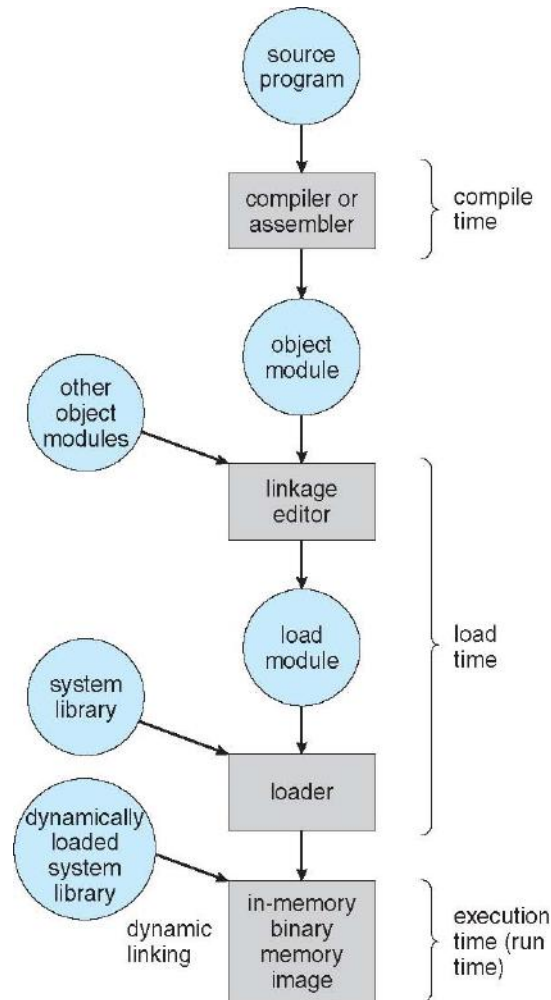 source
program
compiler or
assembler
compile
time
object
module
other
object
modules
linkage
editor
load
module
load
time
system
library
loader
dynamically
loaded
system
library
dynamic
linking
in-memory
binary
memory
image
execution
time (run
time)